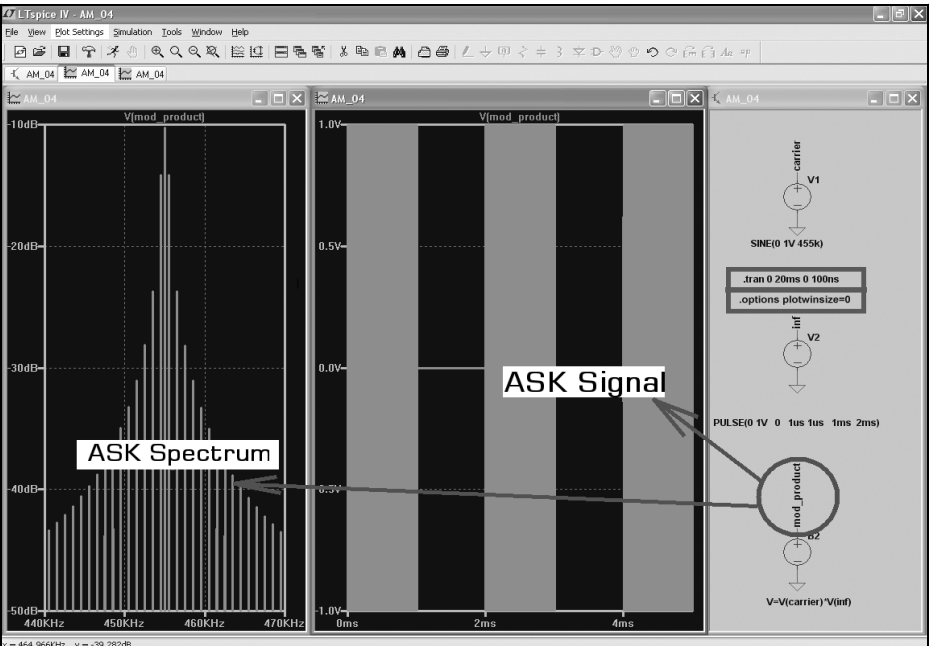 LTspice IV - AM_04
File View Plot Settings Simulation Tools Window Help
AM_04 AM_04 AM_04
AM_04
V(mod_product)
-10dB
-20dB
-30dB
-40dB
-50dB
440KHz 450KHz 460KHz 470KHz
ASK Spectrum
AM_04
V(mod_product)
1.0V
0.5V
0.0V
-0.5V
-1.0V
0ms 2ms 4ms
ASK Signal
AM_04
carrier
V1
SINE(0 1V 455k)
.tran 0 20ms 0 100ns
.options plotwinsize=0
inf
V2
PULSE(0 1V 0 1us 1us 1ms 2ms)
mod_product
B2
V=V(carrier)*V(inf)
x = 464.966KHz y = -39.282dB